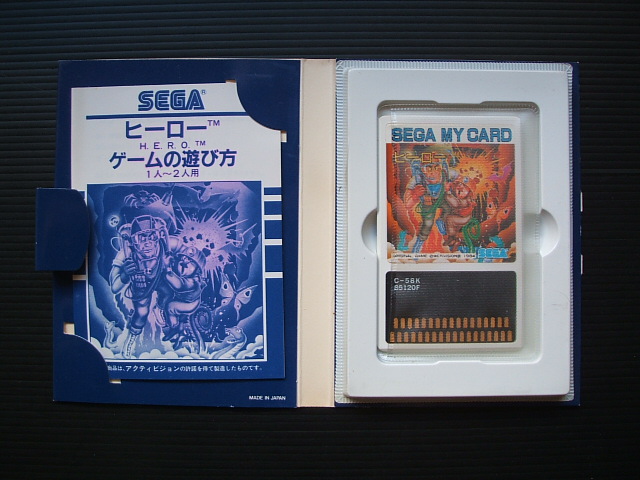 SEGA®
ヒーロー™
H.E.R.O.™
ゲームの遊び方
1人〜2人用
品は、アクティビジョンの許諾を得て製造したものです。
MADE IN JAPAN
SEGA MY CARD
ヒーロー
SEGA
C-58K
85120F